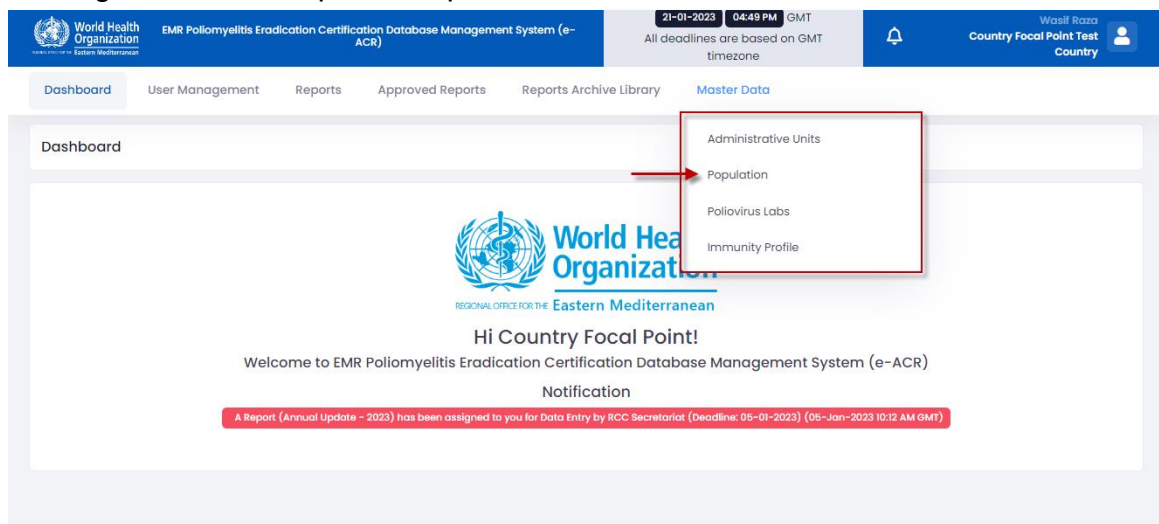 World Health
Organization
REGIONAL OFFICE FOR THE Eastern Mediterranean
EMR Poliomyelitis Eradication Certification Database Management System (e-
ACR)
21-01-2023 04:49 PM GMT
All deadlines are based on GMT
timezone
Wasif Raza
Country Focal Point Test
Country
Dashboard
User Management
Reports
Approved Reports
Reports Archive Library
Master Data
Administrative Units
Population
Poliovirus Labs
Immunity Profile
Dashboard
World Hea
Organizat
REGIONAL OFFICE FOR THE Eastern Mediterranean
Hi Country Focal Point!
Welcome to EMR Poliomyelitis Eradication Certification Database Management System (e-ACR)
Notification
A Report (Annual Update - 2023) has been assigned to you for Data Entry by RCC Secretariat (Deadline: 05-01-2023) (05-Jan-2023 10:12 AM GMT)